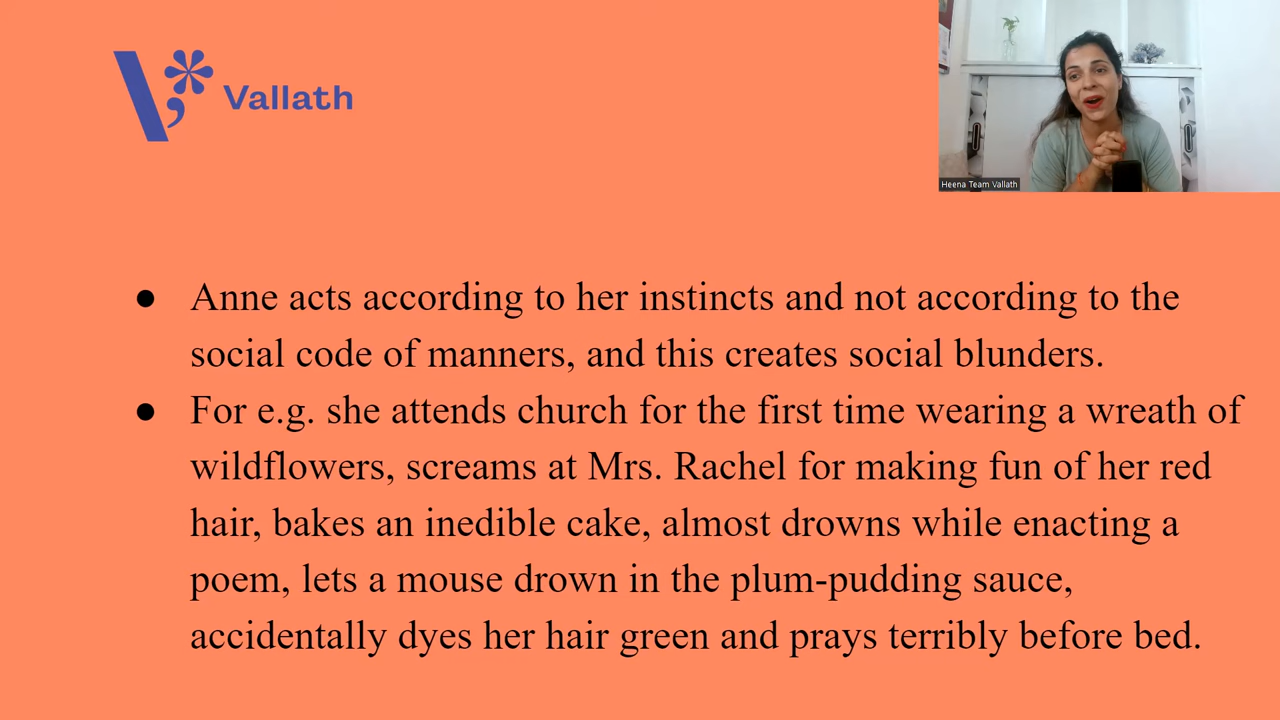 Vallath
Heena Team Vallath
● Anne acts according to her instincts and not according to the
social code of manners, and this creates social blunders.
● For e.g. she attends church for the first time wearing a wreath of
wildflowers, screams at Mrs. Rachel for making fun of her red
hair, bakes an inedible cake, almost drowns while enacting a
poem, lets a mouse drown in the plum-pudding sauce,
accidentally dyes her hair green and prays terribly before bed.